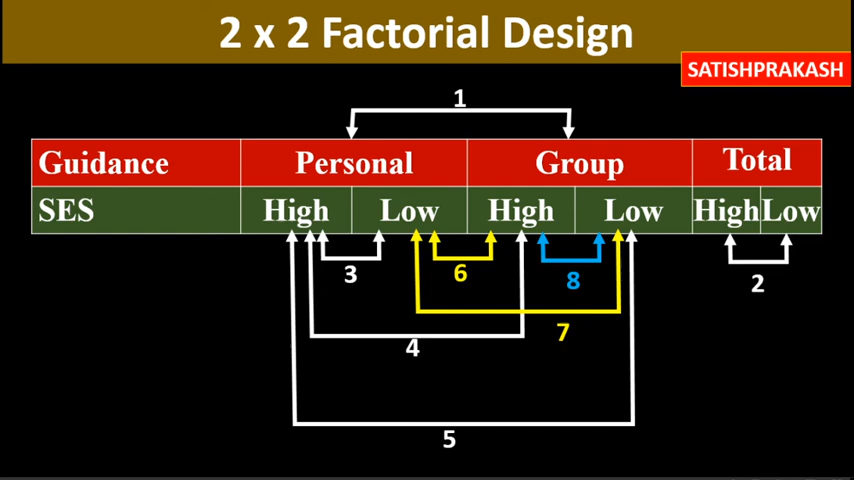 2 x 2 Factorial Design
SATISHPRAKASH
1
Guidance Personal Group Total
SES High Low High Low High Low
3 6 8 2
7
4
5